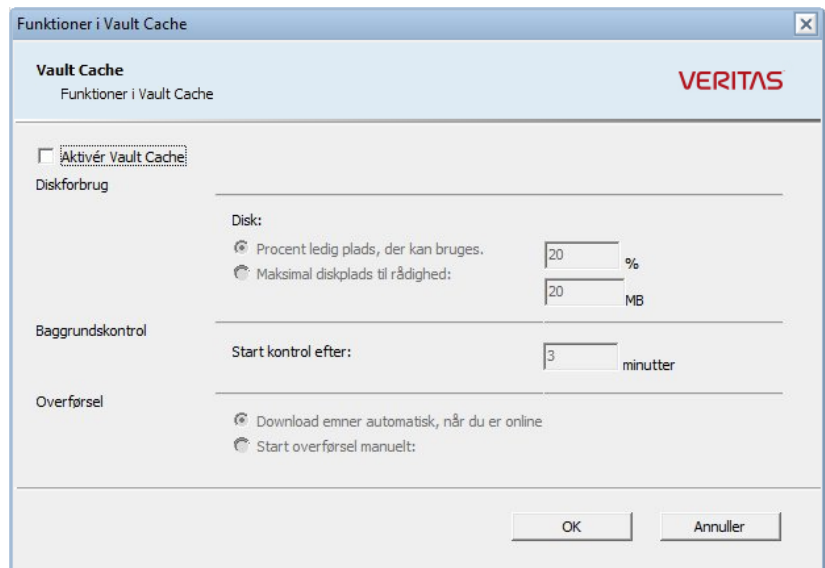 Funktioner i Vault Cache
Vault Cache
Funktioner i Vault Cache
VERITAS
Aktivér Vault Cache
Diskforbrug
Disk:
Procent ledig plads, der kan bruges.
20 %
Maksimal diskplads til rådighed:
20 MB
Baggrundskontrol
Start kontrol efter:
3 minutter
Overførsel
Download emner automatisk, når du er online
Start overførsel manuelt:
OK
Annuller